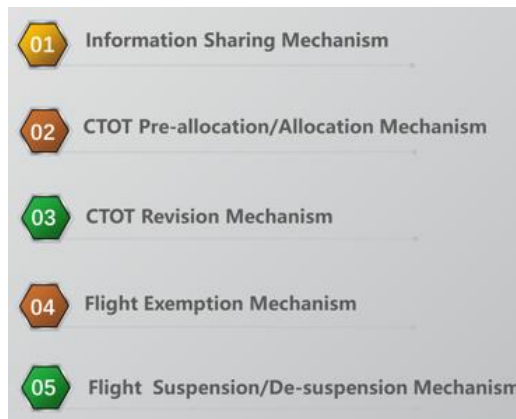 01 Information Sharing Mechanism
02 CTOT Pre-allocation/Allocation Mechanism
03 CTOT Revision Mechanism
04 Flight Exemption Mechanism
05 Flight Suspension/De-suspension Mechanism